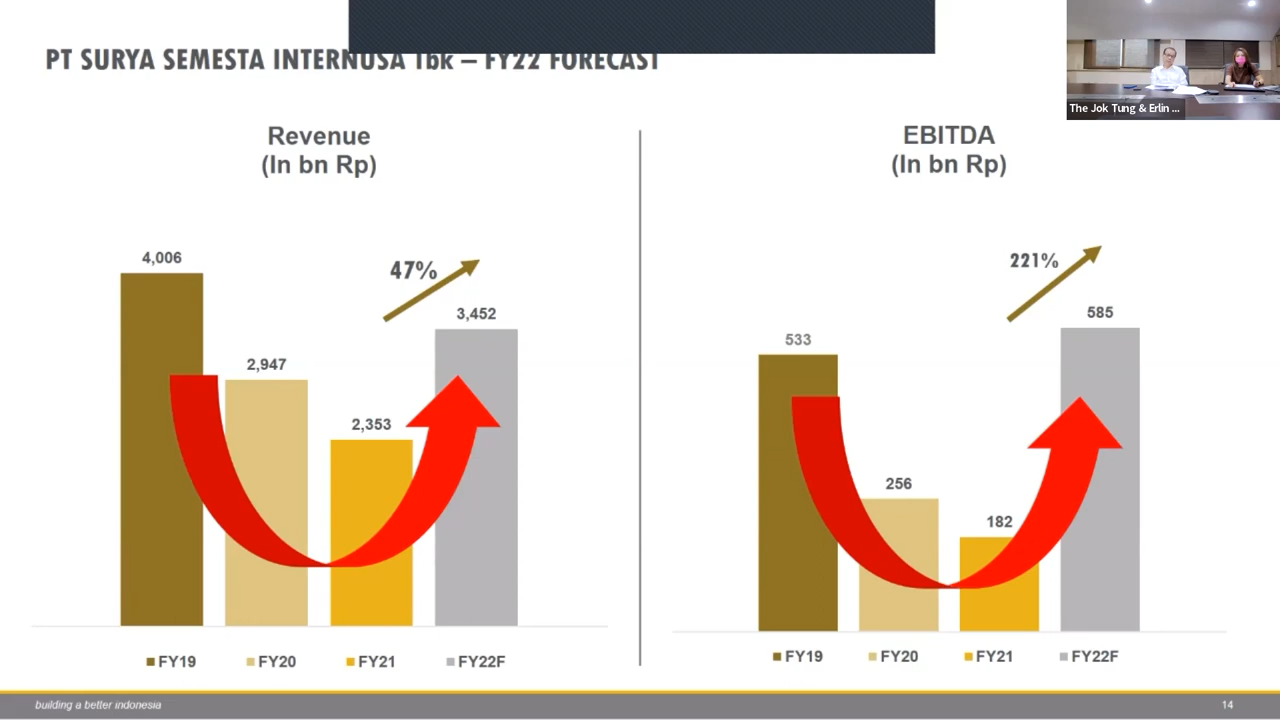 PT SURYA SEMESTA INTERNUSA Tbk – FY22 FORECAST
The Jok Tung & Erlin ...
Revenue
(In bn Rp)
4,006
2,947
2,353
3,452
47%
FY19 FY20 FY21 FY22F
EBITDA
(In bn Rp)
533
256
182
585
221%
FY19 FY20 FY21 FY22F
building a better indonesia
14